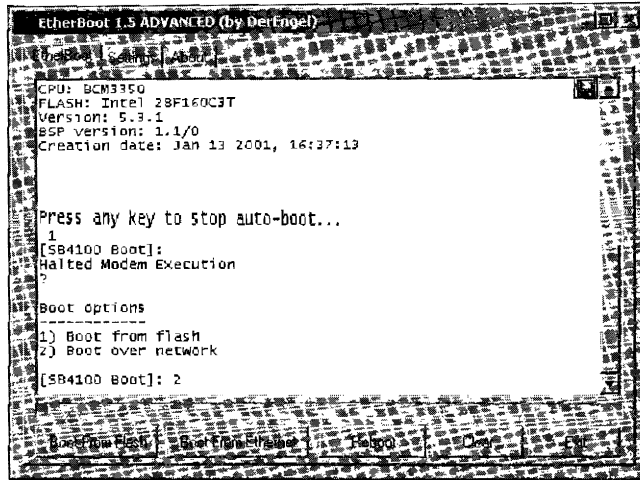 EtherBoot 1.5 ADVANCED (by DerEngel)
EtherBoot Settings About
CPU: BCM3350
FLASH: Intel 28F160C3T
Version: 5.3.1
BSP version: 1.1/0
Creation date: Jan 13 2001, 16:37:13
Press any key to stop auto-boot...
1
[SB4100 Boot]:
Halted Modem Execution
?
Boot options
------------
1) Boot from flash
2) Boot over network
[SB4100 Boot]: 2
Boot From Flash Boot From Ethernet Reboot Clear Exit